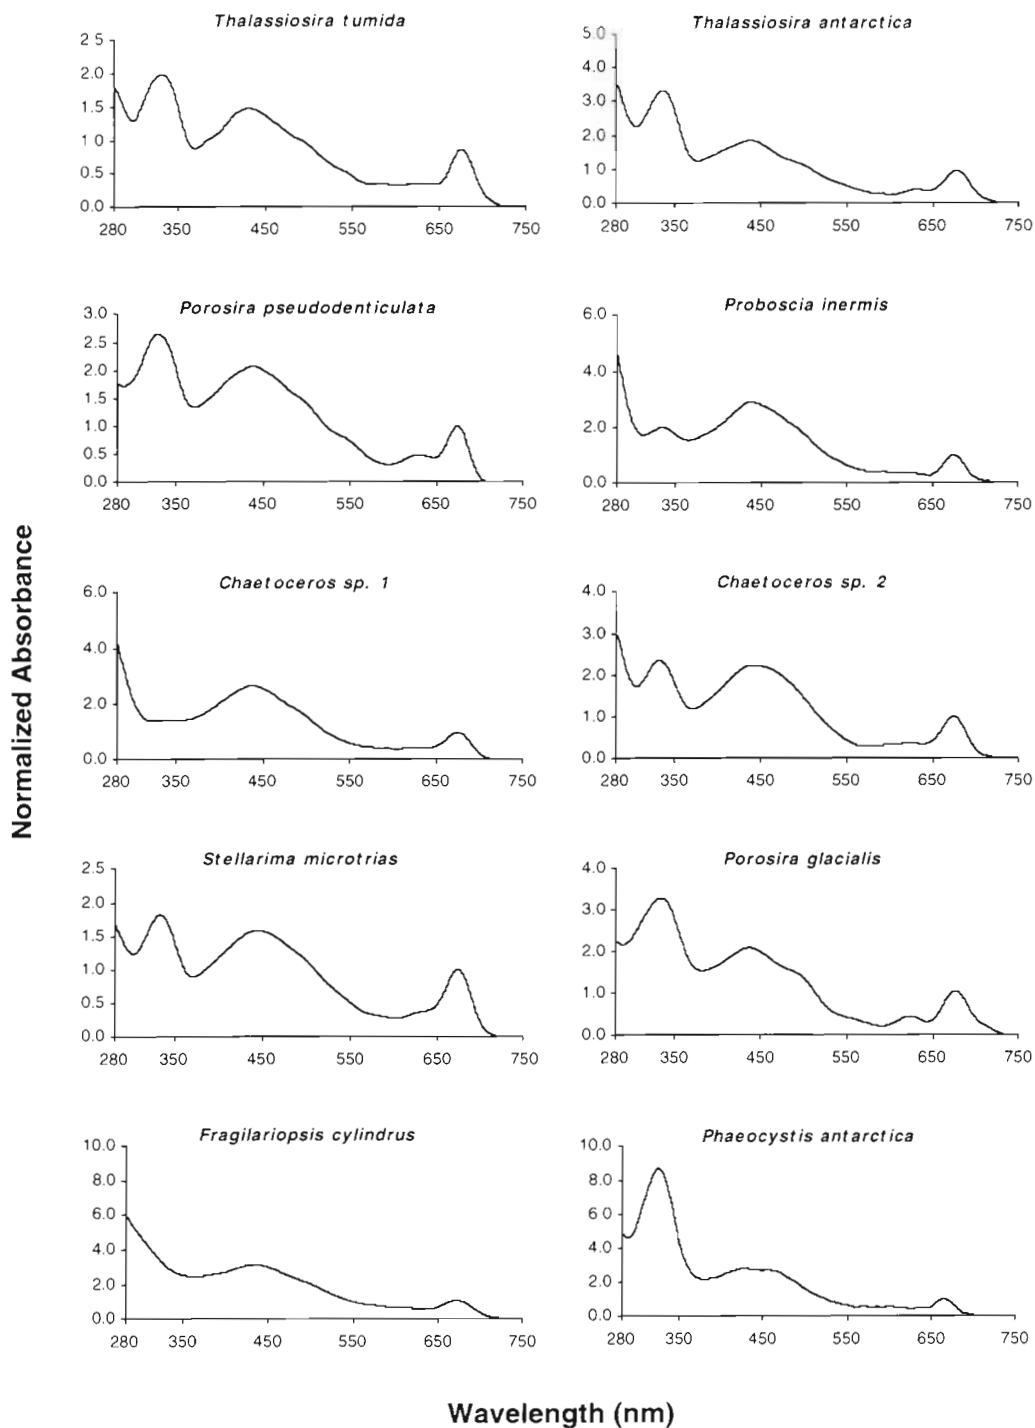 Thalassiosira tumida
2 5
2.0
1.5
1 0
0.5
0.0
280 350 450 550 650 750
Thalassiosira antarctica
5.0
4.0
3.0
2.0
1.0
0.0
280 350 450 550 650 750
Porosira pseudodenticulata
3.0
2.5
2.0
1.5
1.0
0.5
0.0
280 350 450 550 650 750
Proboscia inermis
6.0
4.0
2.0
0.0
280 350 450 550 650 750
Normalized Absorbance
Chaetoceros sp. 1
6.0
4.0
2.0
0.0
280 350 450 550 650 750
Chaetoceros sp. 2
4.0
3.0
2.0
1.0
0.0
280 350 450 550 650 750
Stellarima microtrias
2.5
2.0
1.5
1.0
0.5
0.0
280 350 450 550 650 750
Porosira glacialis
4.0
3.0
2.0
1.0
0.0
280 350 450 550 650 750
Fragilariopsis cylindrus
10.0
8.0
6.0
4.0
2.0
0.0
280 350 450 550 650 750
Phaeocystis antarctica
10.0
8.0
6 0
4.0
2.0
0.0
280 350 450 550 650 750
Wavelength (nm)